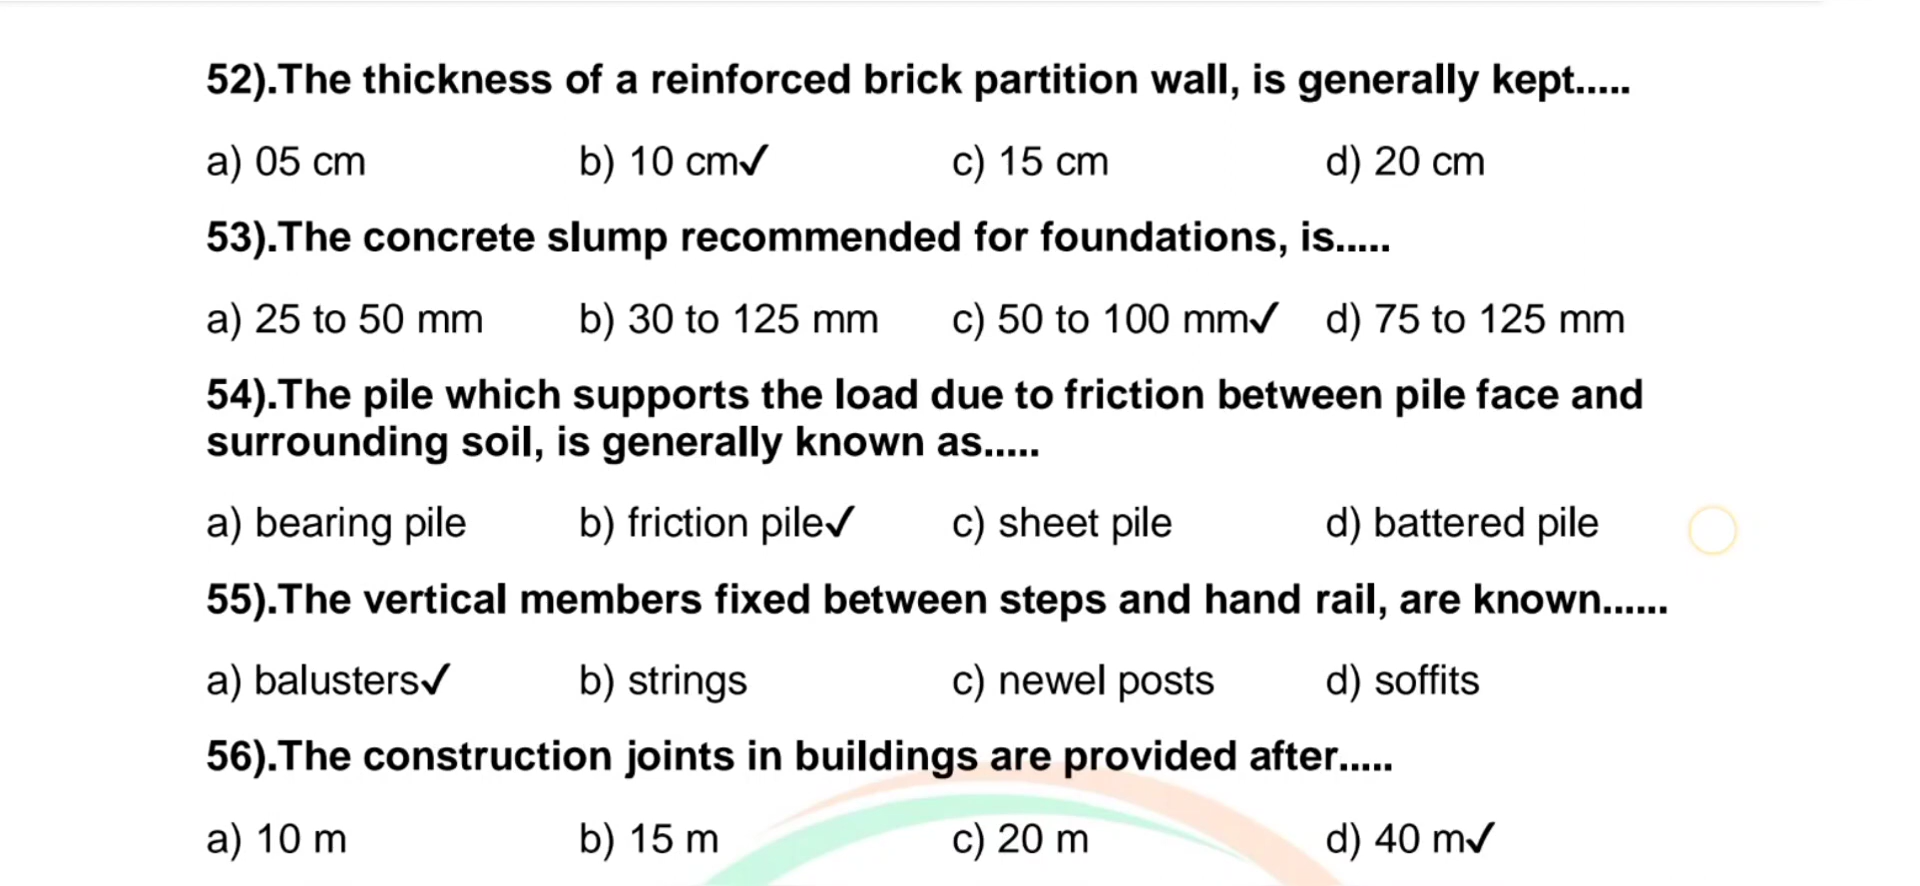 52).The thickness of a reinforced brick partition wall, is generally kept.....
a) 05 cm b) 10 cm✓ c) 15 cm d) 20 cm
53).The concrete slump recommended for foundations, is.....
a) 25 to 50 mm b) 30 to 125 mm c) 50 to 100 mm✓ d) 75 to 125 mm
54).The pile which supports the load due to friction between pile face and
surrounding soil, is generally known as.....
a) bearing pile b) friction pile✓ c) sheet pile d) battered pile
55).The vertical members fixed between steps and hand rail, are known......
a) balusters✓ b) strings c) newel posts d) soffits
56).The construction joints in buildings are provided after.....
a) 10 m b) 15 m c) 20 m d) 40 m✓